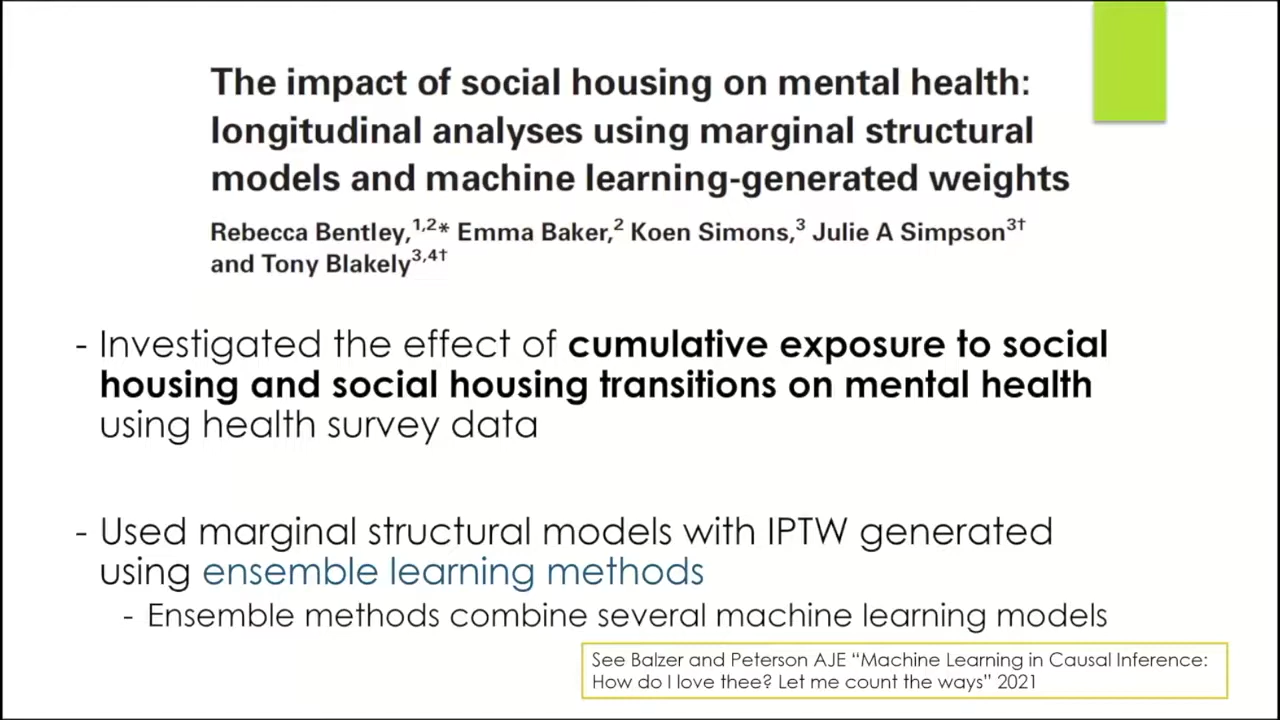 The impact of social housing on mental health:
longitudinal analyses using marginal structural
models and machine learning-generated weights
Rebecca Bentley,1,2* Emma Baker,2 Koen Simons,3 Julie A Simpson3†
and Tony Blakely3,4†
- Investigated the effect of cumulative exposure to social
housing and social housing transitions on mental health
using health survey data
- Used marginal structural models with IPTW generated
using ensemble learning methods
- Ensemble methods combine several machine learning models
See Balzer and Peterson AJE “Machine Learning in Causal Inference:
How do I love thee? Let me count the ways” 2021